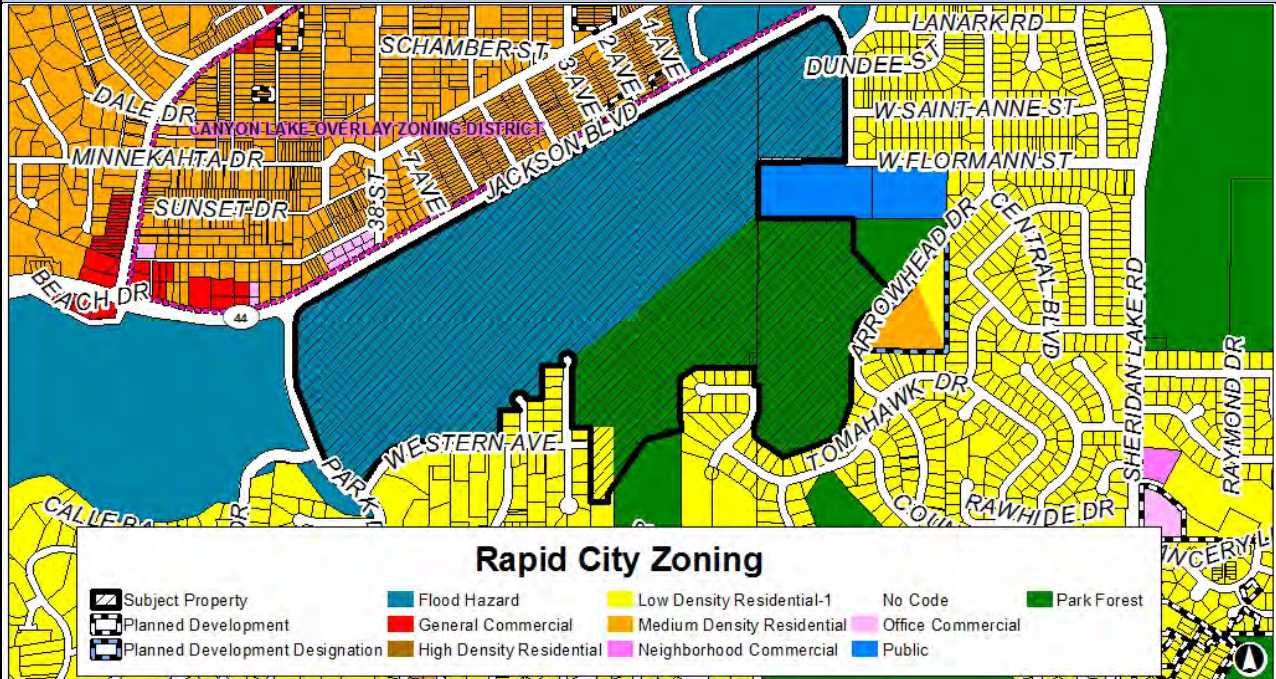 LANARK RD
SCHAMBER ST
1 AVE
2 AVE
3 AVE
DUNDEE ST
DALE DR
CANYON LAKE OVERLAY ZONING DISTRICT
W SAINT ANNE ST
MINNEKAHTA DR
7 AVE
JACKSON BLVD
W FLORMANN ST
SUNSET DR
38 ST
ARROWHEAD DR
CENTRAL BLVD
SHERIDAN LAKE RD
BEACH DR
44
RAYMOND DR
TOMAHAWK DR
WESTERN AVE
PARK D
CALLE BA
DR
COUN
RAWHIDE DR
Rapid City Zoning
Subject Property
Flood Hazard
Low Density Residential-1
No Code
Park Forest
Planned Development
General Commercial
Medium Density Residential
Office Commercial
Planned Development Designation
High Density Residential
Neighborhood Commercial
Public